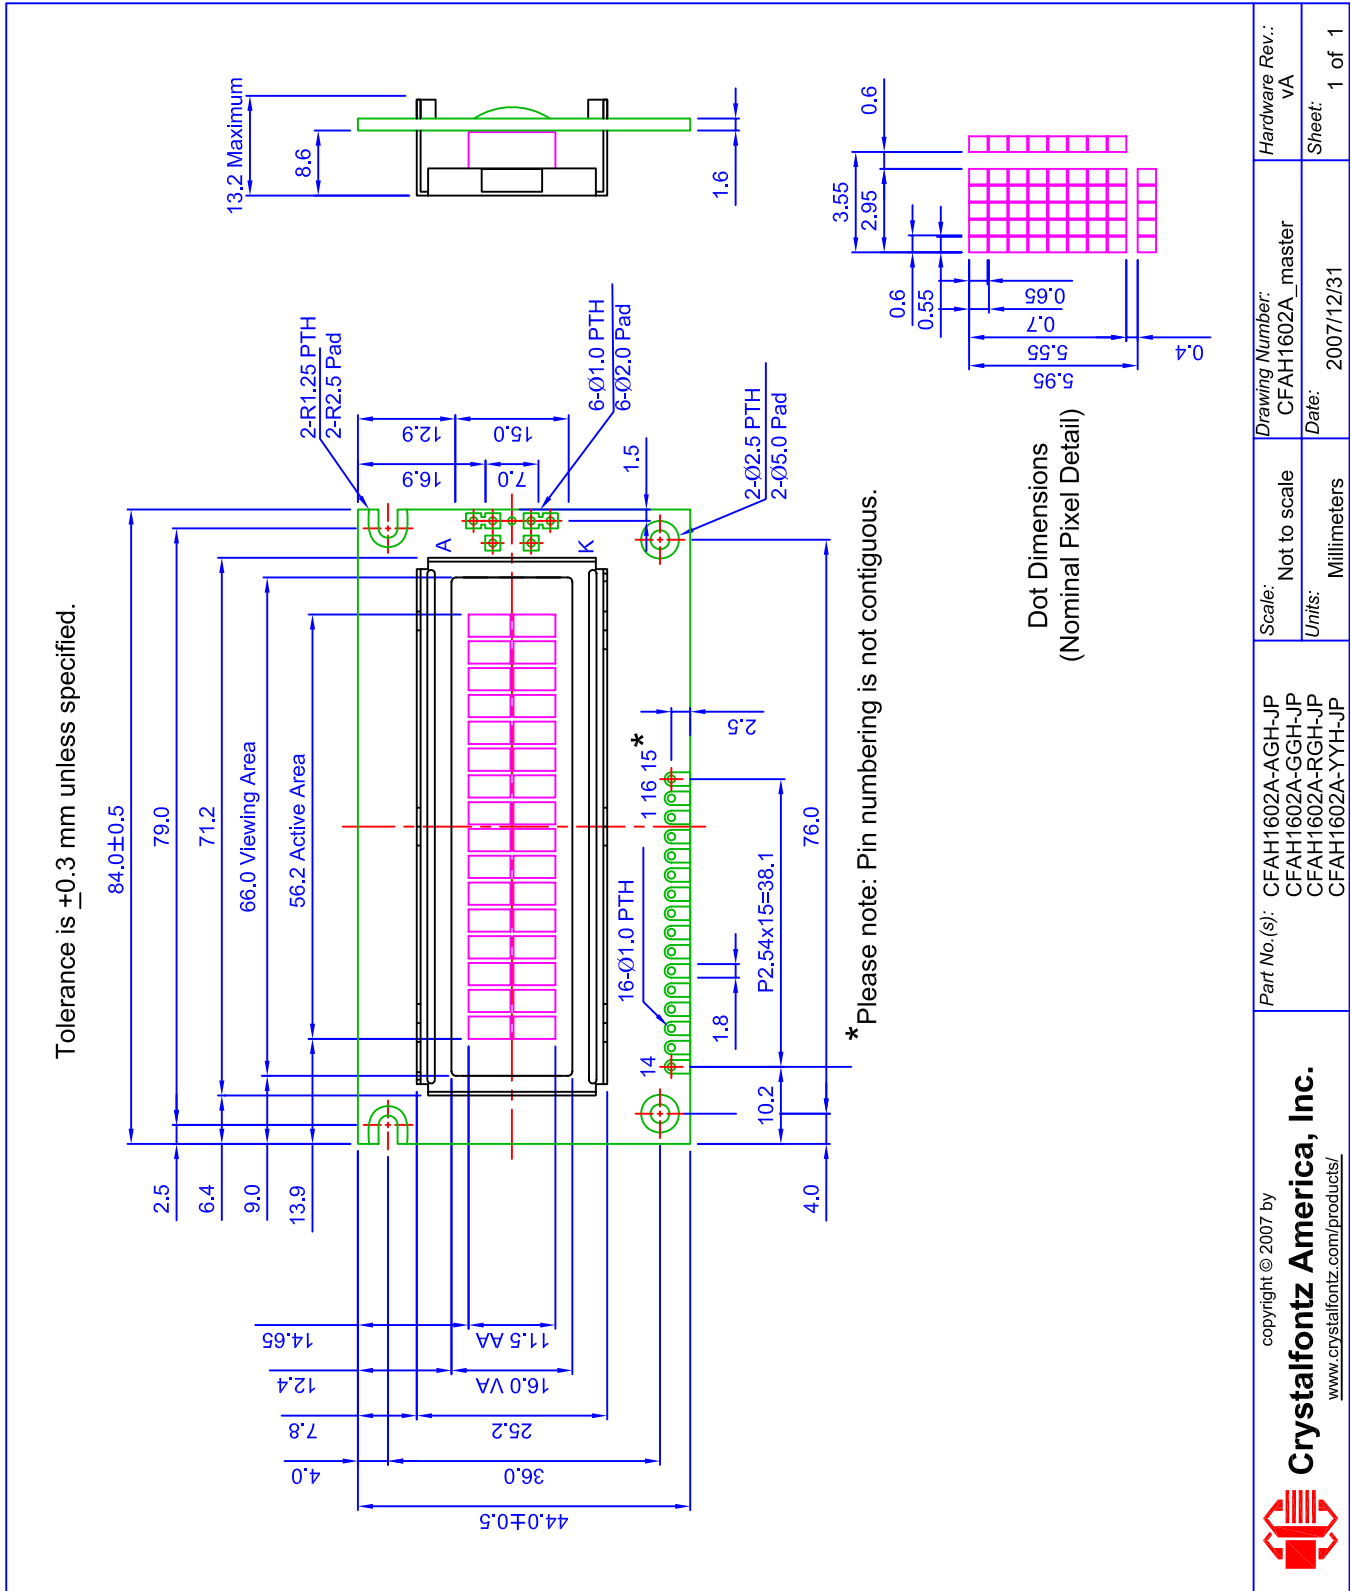 Tolerance is ±0.3 mm unless specified.
84.0±0.5
79.0
71.2
66.0 Viewing Area
56.2 Active Area
2.5
6.4
9.0
13.9
14.65
12.4
7.8
4.0
11.5 AA
16.0 VA
25.2
36.0
44.0±0.5
2-R1.25 PTH
2-R2.5 Pad
12.9
15.0
16.9
7.0
6-Ø1.0 PTH
6-Ø2.0 Pad
1.5
2-Ø2.5 PTH
2-Ø5.0 Pad
A
K
14
1 16 15 *
16-Ø1.0 PTH
2.5
1.8
P2.54x15=38.1
10.2
76.0
4.0
*Please note: Pin numbering is not contiguous.
13.2 Maximum
8.6
1.6
0.6
3.55
2.95
0.6
0.55
0.65
0.7
5.55
5.95
0.4
Dot Dimensions
(Nominal Pixel Detail)
copyright © 2007 by
Crystalfontz America, Inc.
www.crystalfontz.com/products/
Part No.(s): CFAH1602A-AGH-JP
CFAH1602A-GGH-JP
CFAH1602A-RGH-JP
CFAH1602A-YYH-JP
Scale:
Not to scale
Units:
Millimeters
Drawing Number:
CFAH1602A_master
Date:
2007/12/31
Hardware Rev.:
vA
Sheet:
1 of 1